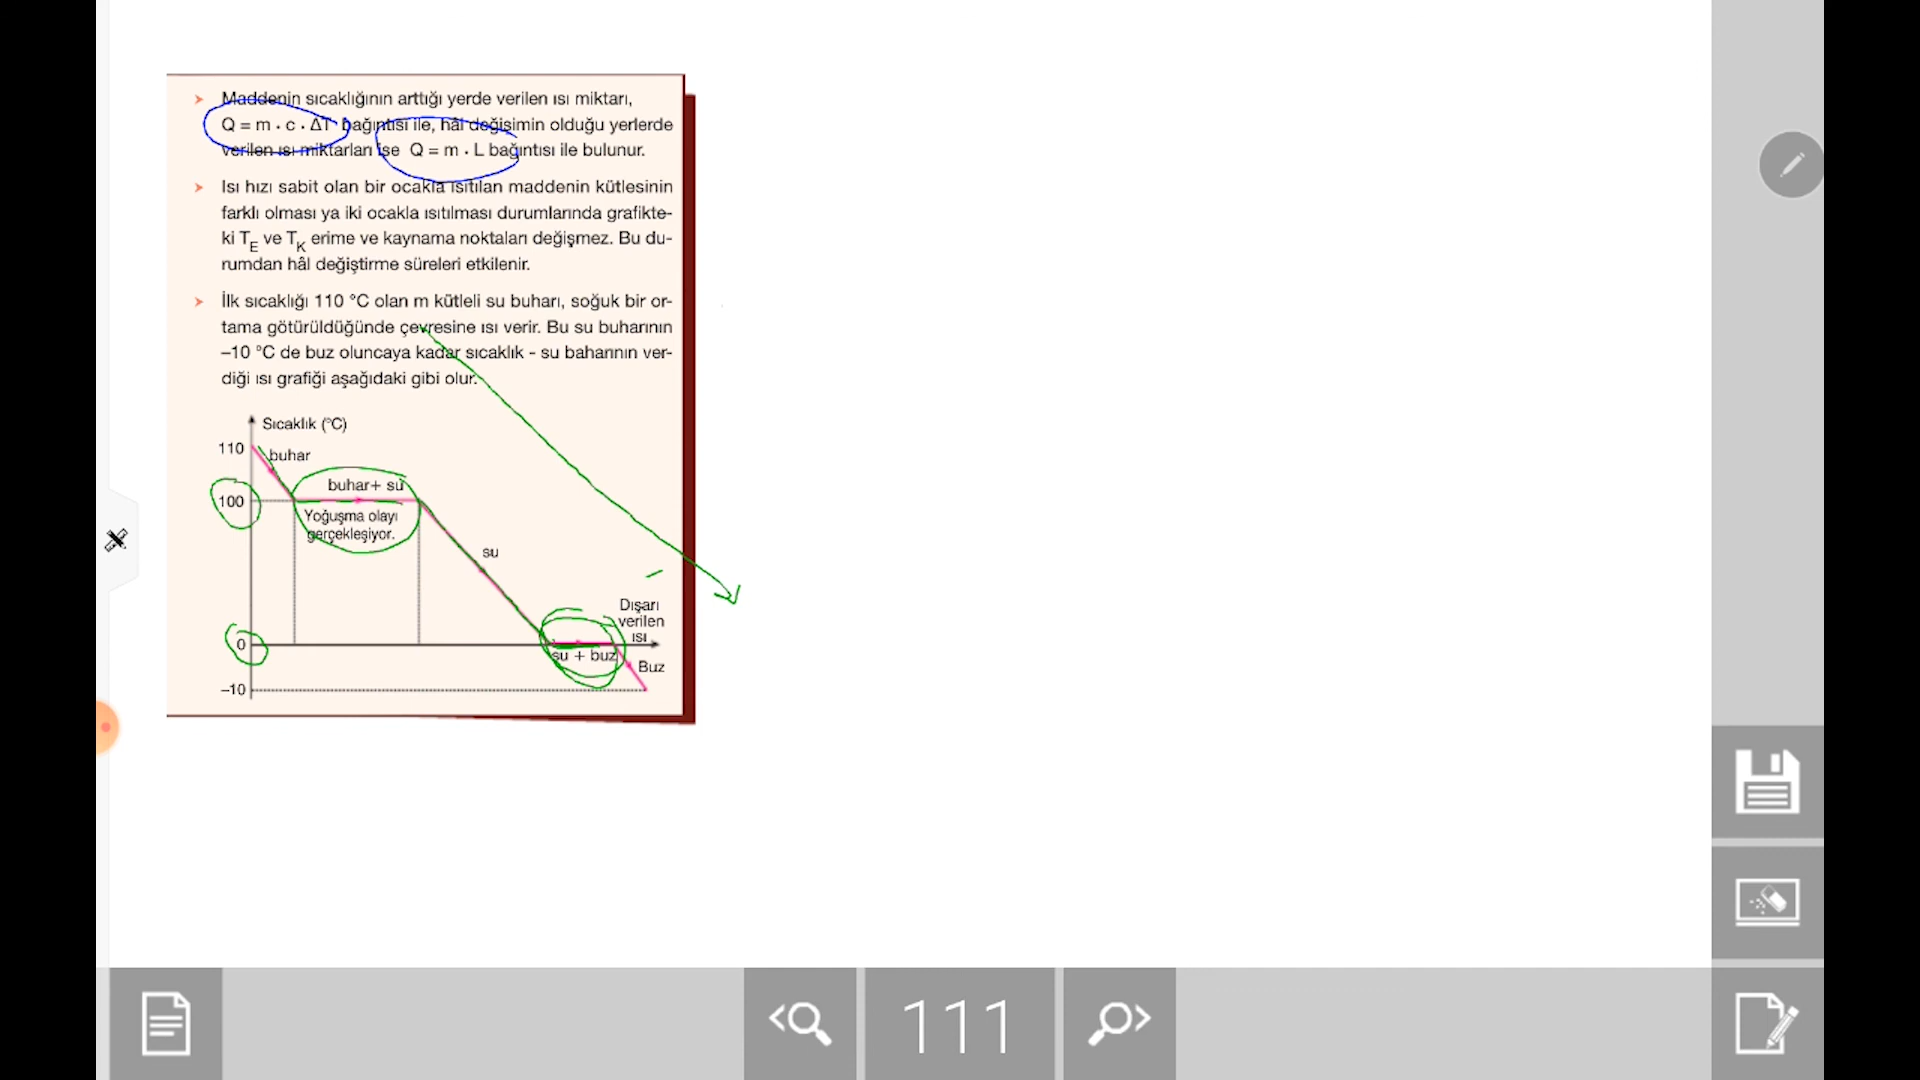 Maddenin sıcaklığının arttığı yerde verilen ısı miktarı,
Q = m . c . ΔT bağıntısı ile, hâl değişimin olduğu yerlerde
verilen ısı miktarları ise Q = m . L bağıntısı ile bulunur.
Isı hızı sabit olan bir ocakla ısıtılan maddenin kütlesinin
farklı olması ya iki ocakla ısıtılması durumlarında grafikte-
ki TE ve TK erime ve kaynama noktaları değişmez. Bu du-
rumdan hâl değiştirme süreleri etkilenir.
İlk sıcaklığı 110 °C olan m kütleli su buharı, soğuk bir or-
tama götürüldüğünde çevresine ısı verir. Bu su buharının
–10 °C de buz oluncaya kadar sıcaklık - su baharının ver-
diği ısı grafiği aşağıdaki gibi olur.
Sıcaklık (°C)
110
buhar
buhar+ su
100
Yoğuşma olayı
gerçekleşiyor.
su
Dışarı
verilen
ısı
0
su + buz
Buz
–10
111